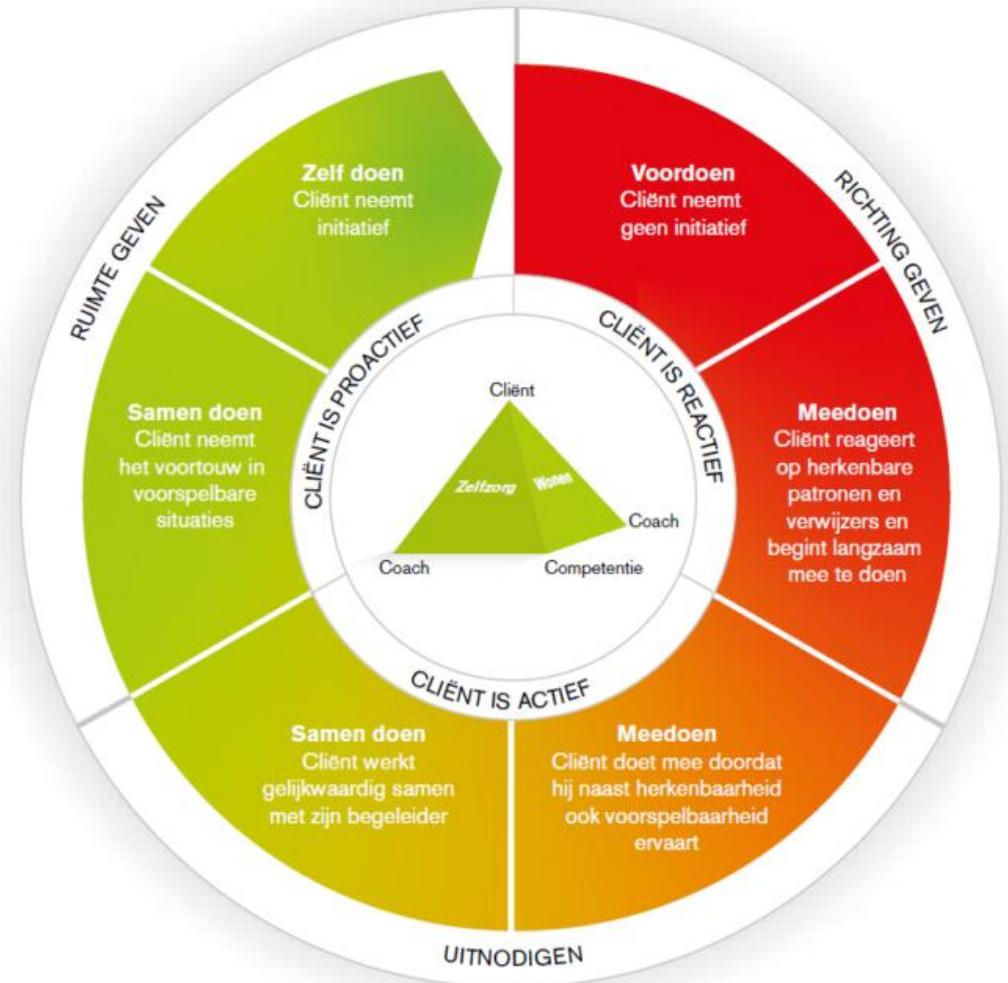 RICHTING GEVEN
Voordoen
Cliënt neemt
geen initiatief
Meedoen
Cliënt reageert
op herkenbare
patronen en
verwijzers en
begint langzaam
mee te doen
UITNODIGEN
Meedoen
Cliënt doet mee doordat
hij naast herkenbaarheid
ook voorspelbaarheid
ervaart
Samen doen
Cliënt werkt
gelijkwaardig samen
met zijn begeleider
RUIMTE GEVEN
Samen doen
Cliënt neemt
het voortouw in
voorspelbare
situaties
Zelf doen
Cliënt neemt
initiatief
CLIËNT IS REACTIEF
CLIËNT IS ACTIEF
CLIËNT IS PROACTIEF
Cliënt
Zelfzorg
Wonen
Coach
Coach
Competentie